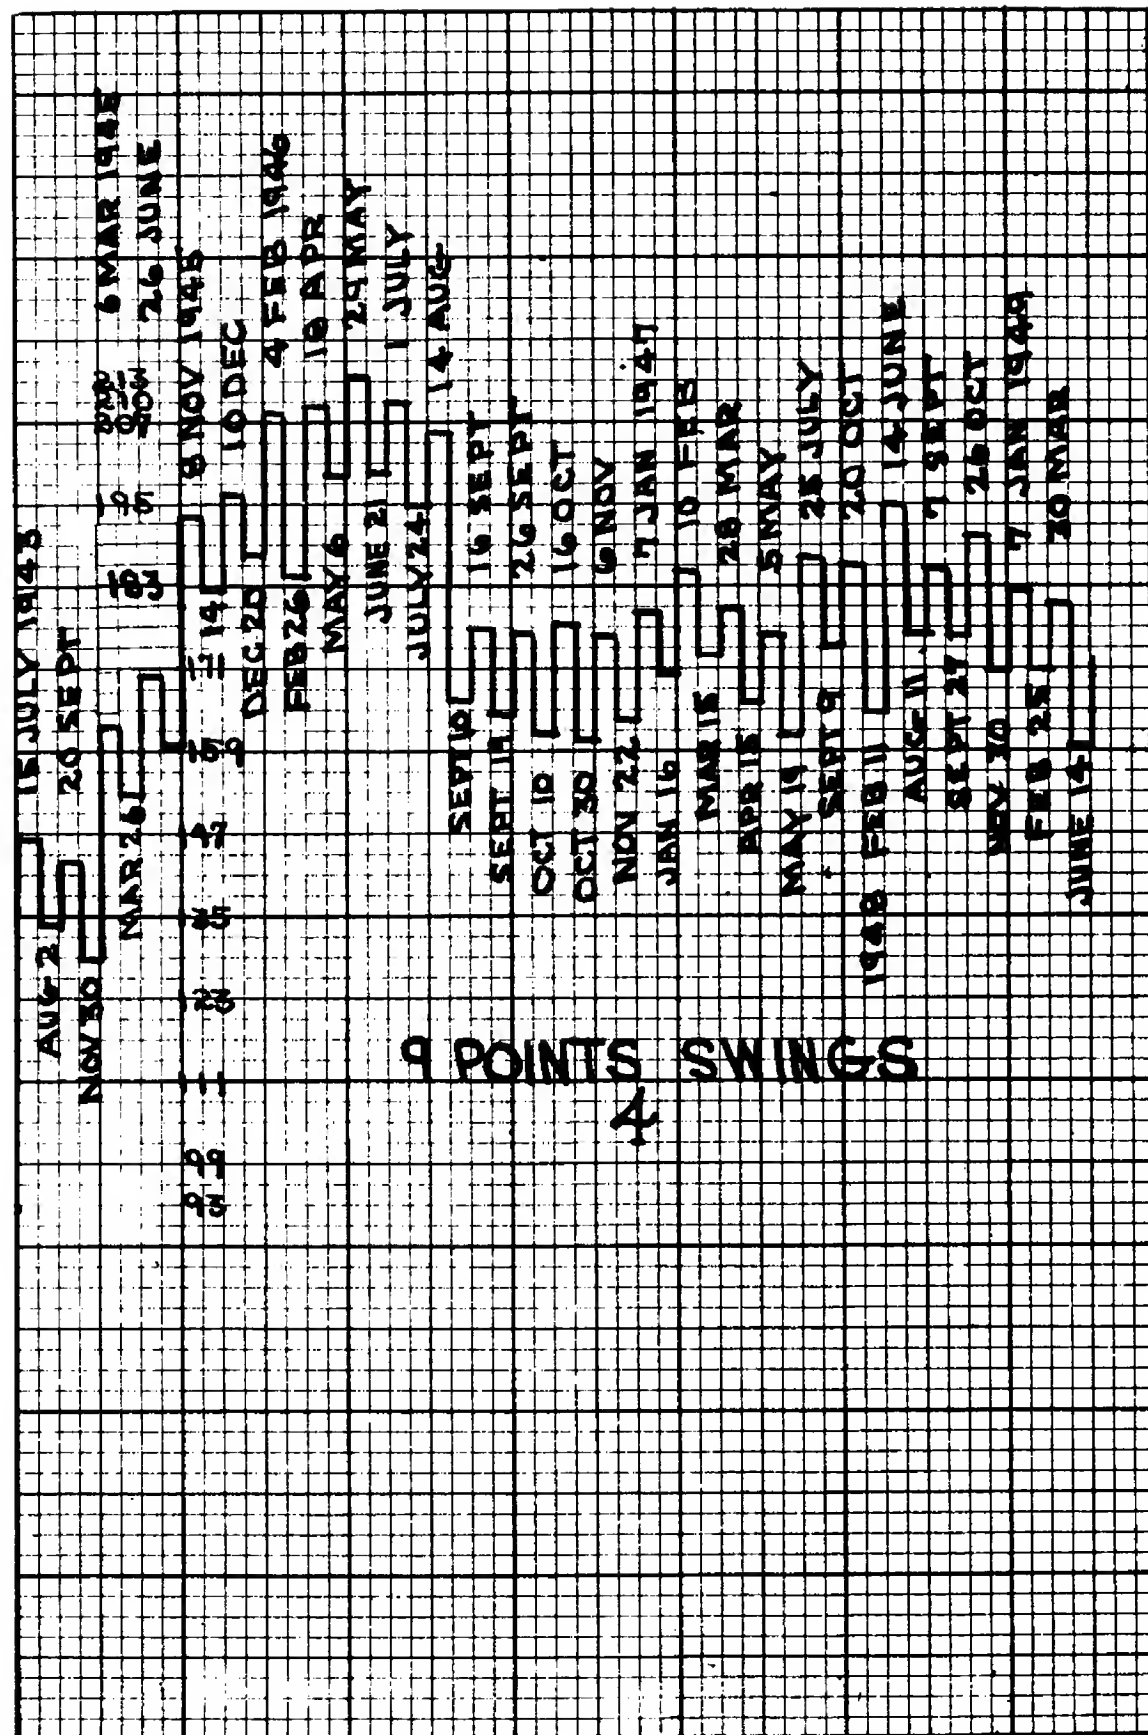 15 JULY 1943
AUG 2
20 SEPT
NOV 30
6 MAR 1945
MAR 26
26 JUNE
8 NOV 1945
14
10 DEC
DEC 20
4 FEB 1946
FEB 26
18 APR
MAY 6
29 MAY
JUNE 21
1 JULY
JULY 24
14 AUG
SEPT 10
16 SEPT
SEPT 19
26 SEPT
OCT 10
16 OCT
OCT 30
6 NOV
NOV 22
7 JAN 1947
JAN 16
10 FEB
MAR 15
28 MAR
APR 15
5 MAY
MAY 19
25 JULY
SEPT 9
20 OCT
1948 FEB 11
14 JUNE
AUG 11
7 SEPT
SEPT 27
26 OCT
NOV 30
7 JAN 1949
FEB 25
30 MAR
JUNE 14
195
183
171
159
47
35
23
11
99
93
9 POINTS SWINGS
4